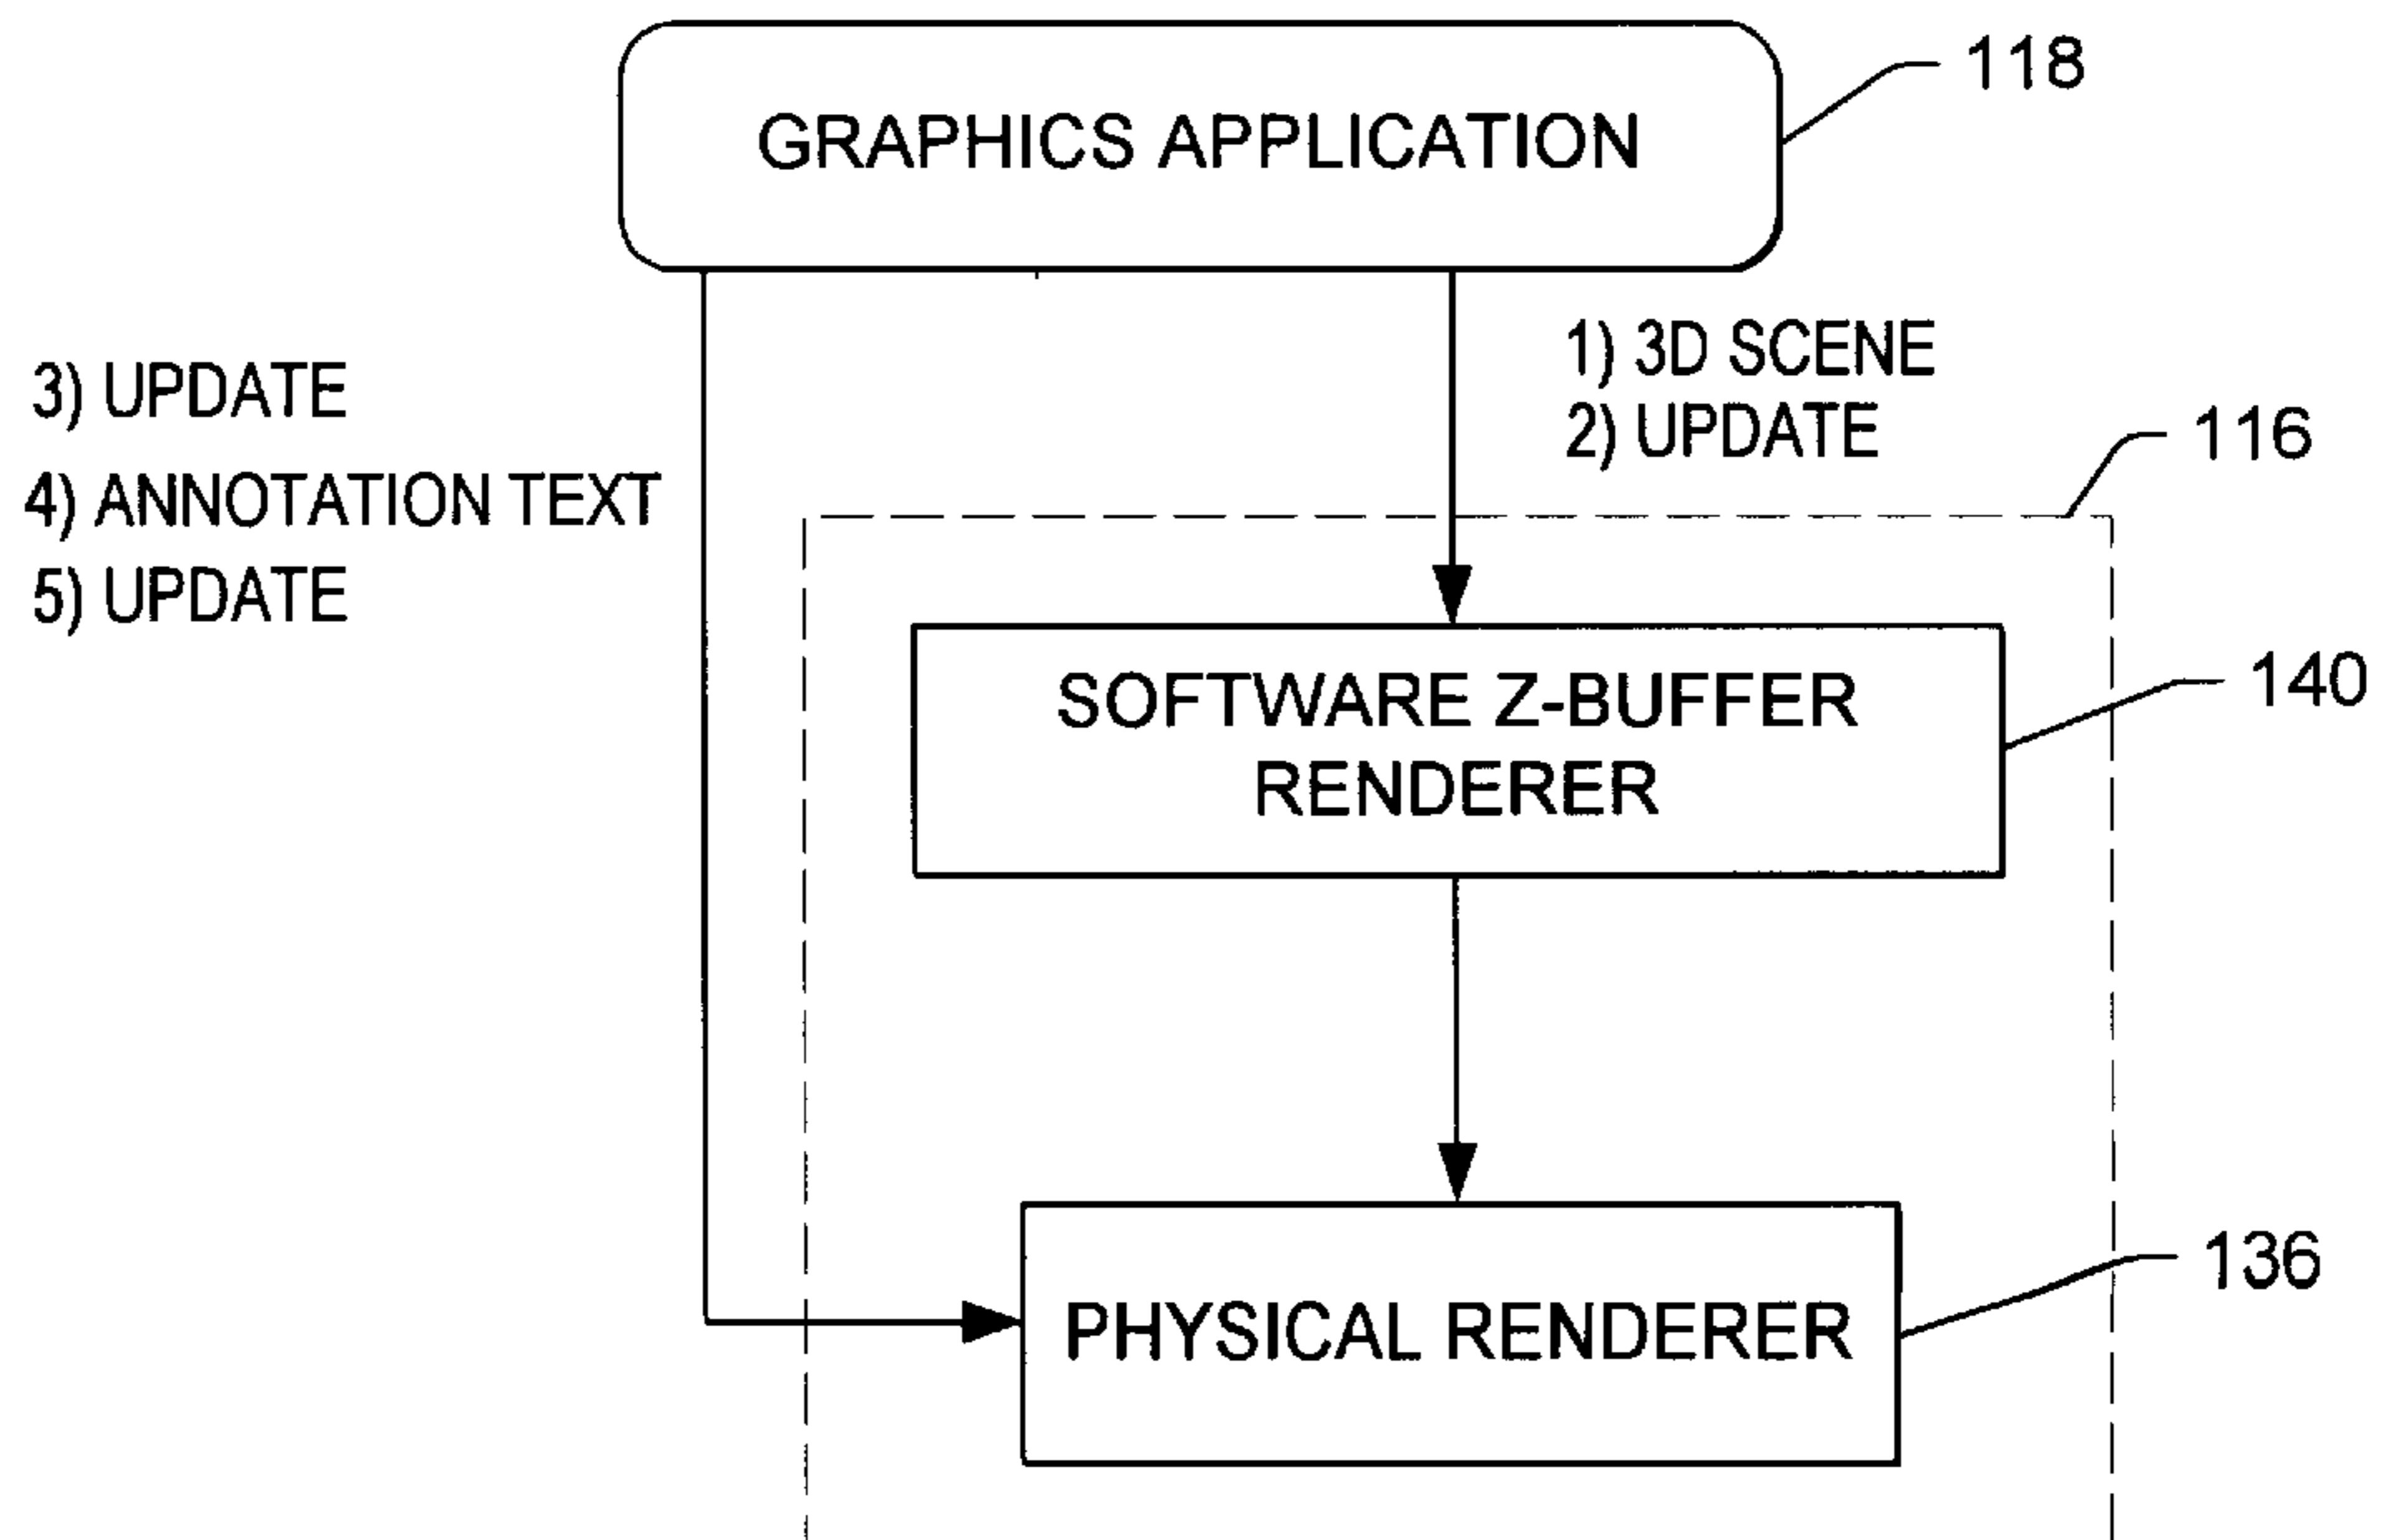 118
GRAPHICS APPLICATION
1) 3D SCENE
2) UPDATE
3) UPDATE
4) ANNOTATION TEXT
5) UPDATE
116
SOFTWARE Z-BUFFER
RENDERER
140
136
PHYSICAL RENDERER